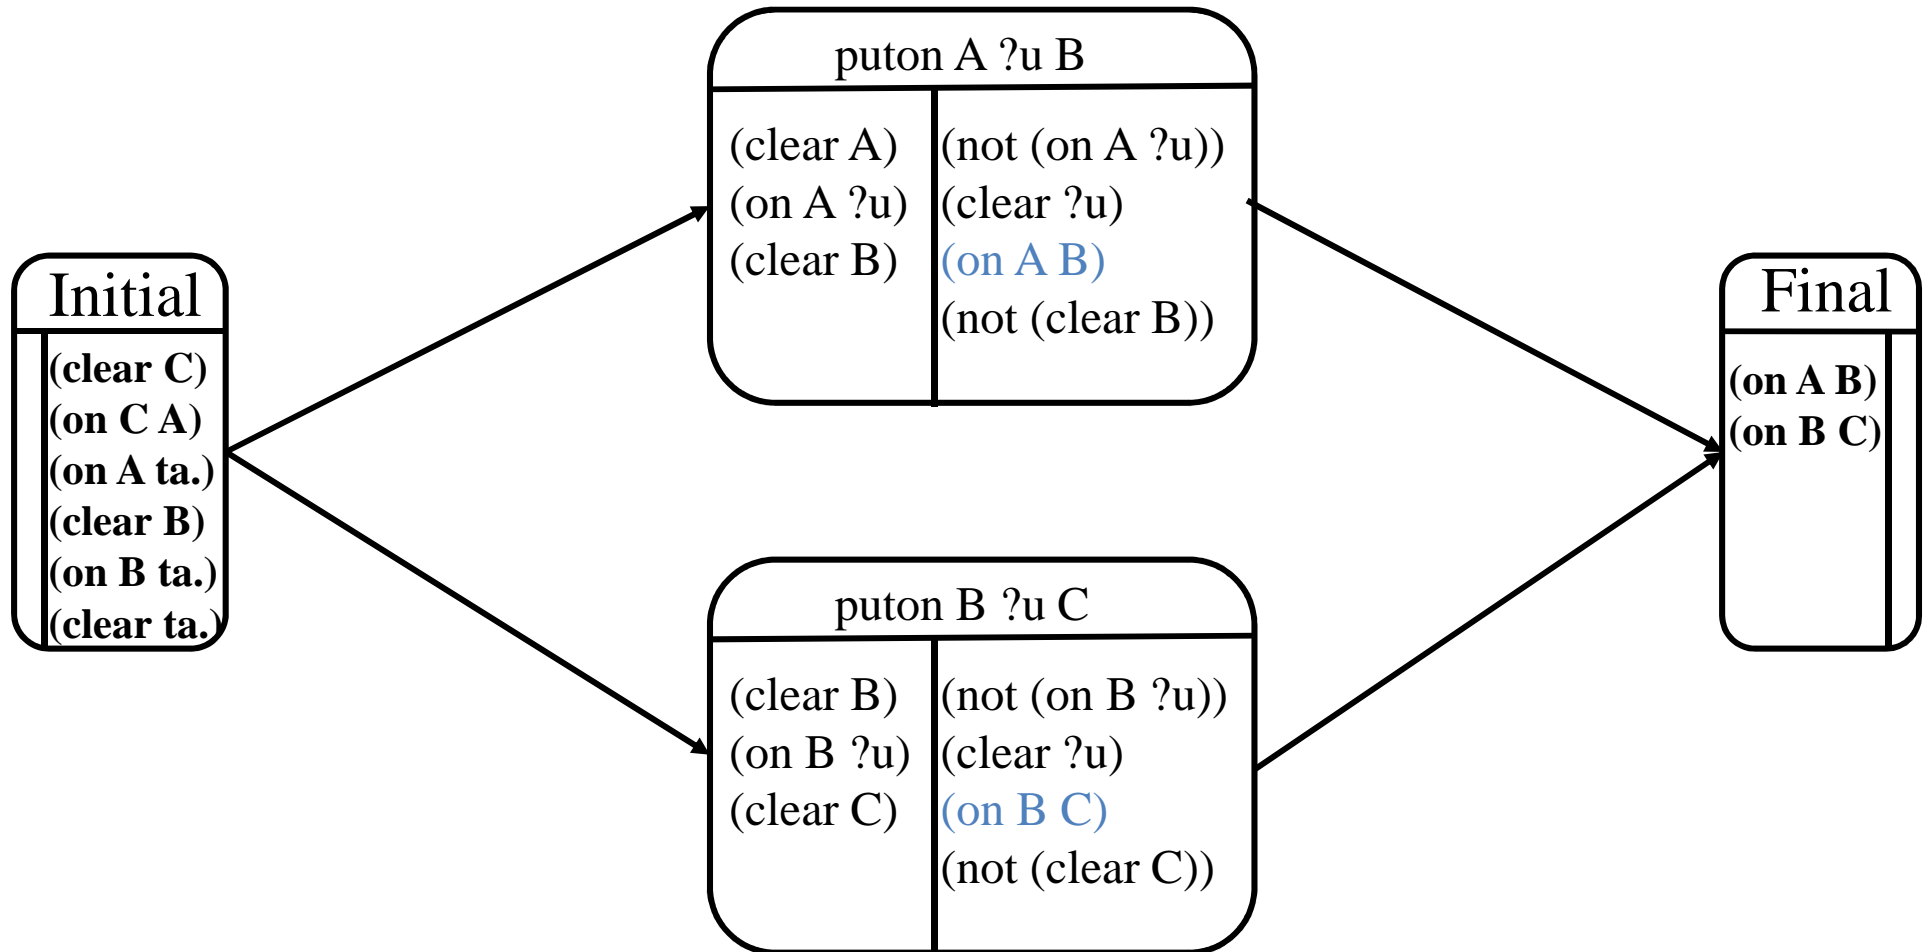 Initial
(clear C)
(on C A)
(on A ta.)
(clear B)
(on B ta.)
(clear ta.)
puton A ?u B
(clear A)
(on A ?u)
(clear B)
(not (on A ?u))
(clear ?u)
(on A B)
(not (clear B))
puton B ?u C
(clear B)
(on B ?u)
(clear C)
(not (on B ?u))
(clear ?u)
(on B C)
(not (clear C))
Final
(on A B)
(on B C)